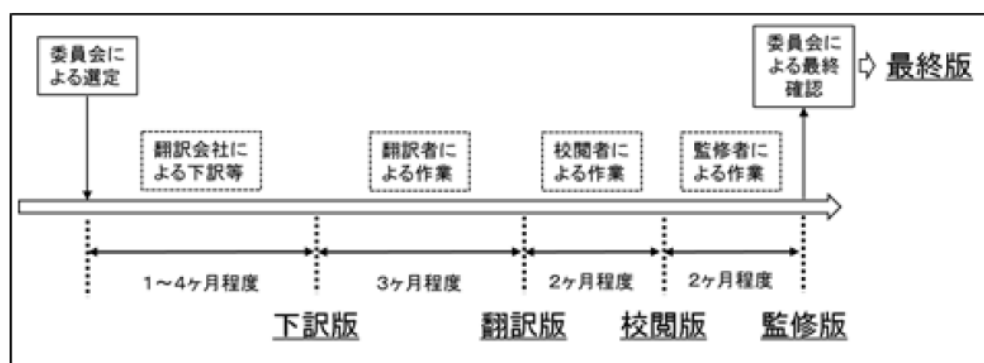 委員会に
よる選定
委員会に
よる最終
確認
最終版
翻訳会社に
よる下訳等
翻訳者に
よる作業
校閲者に
よる作業
監修者に
よる作業
1～4ヶ月程度
3ヶ月程度
2ヶ月程度
2ヶ月程度
下訳版
翻訳版
校閲版
監修版